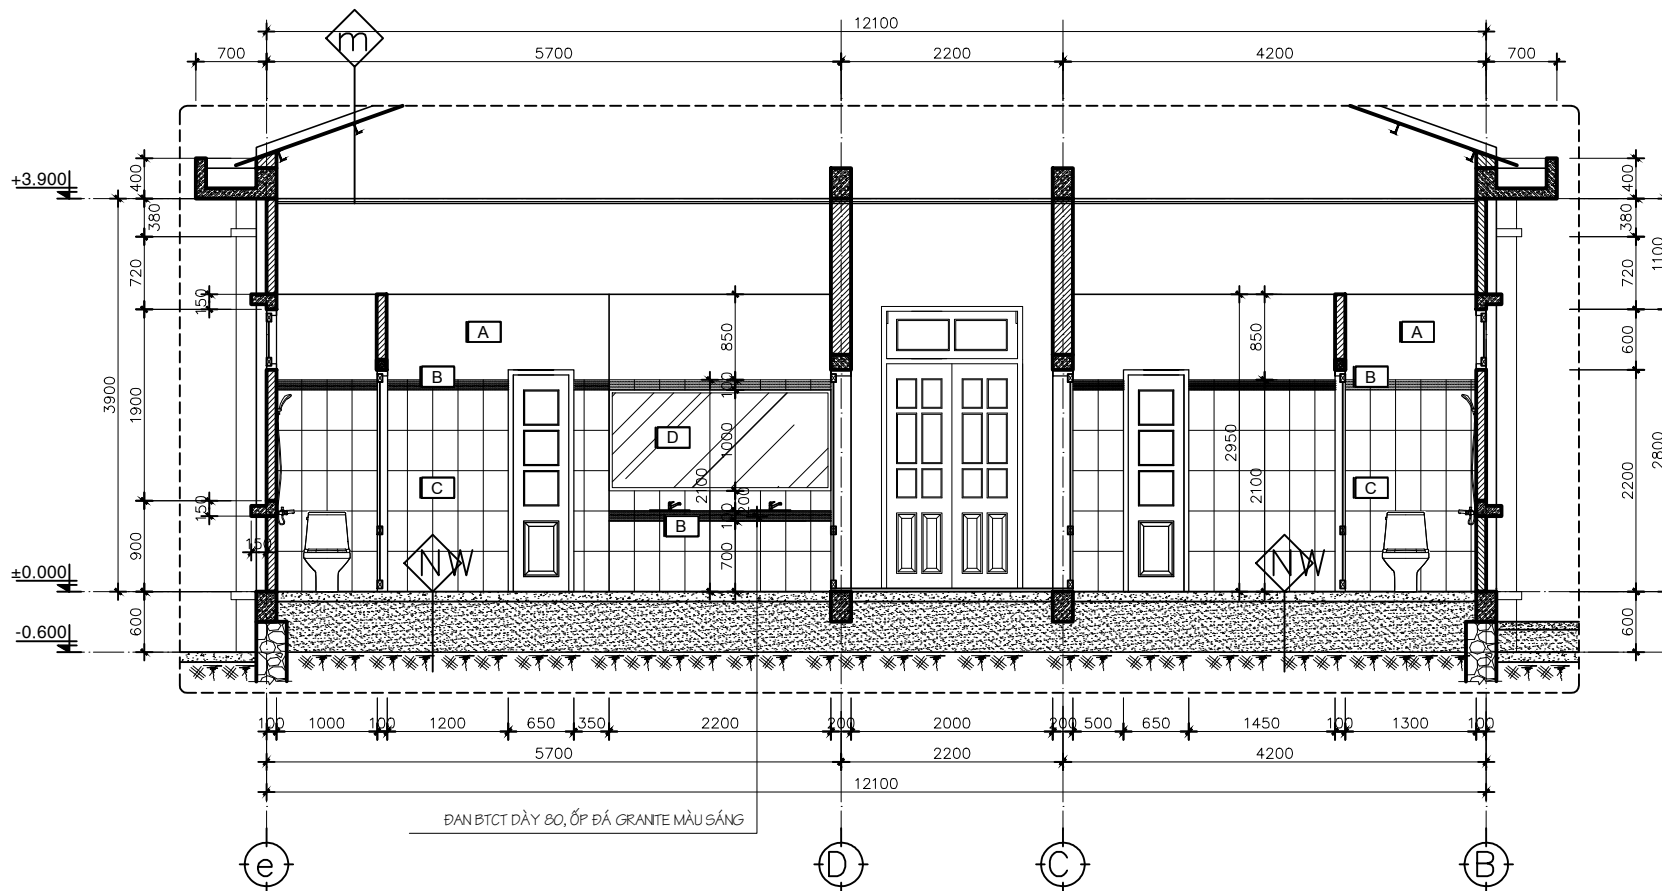 12100
m
700 5700 2200 4200 700
+3.900
400
380
720
150
1900
3900
150
900
150
600
±0.000
-0.600
A
B
C
NW
D
B
850
100
1000
2100
200
100
700
2950
850
2100
A
B
C
NW
400
380
720
1100
600
2200
2800
600
100 1000 100 1200 650 350 2200 200 2000 200 500 650 1450 100 1300 100
5700 2200 4200
12100
ĐAN BTCT DÀY 80, ỐP ĐÁ GRANITE MÀU SÁNG
e D C B